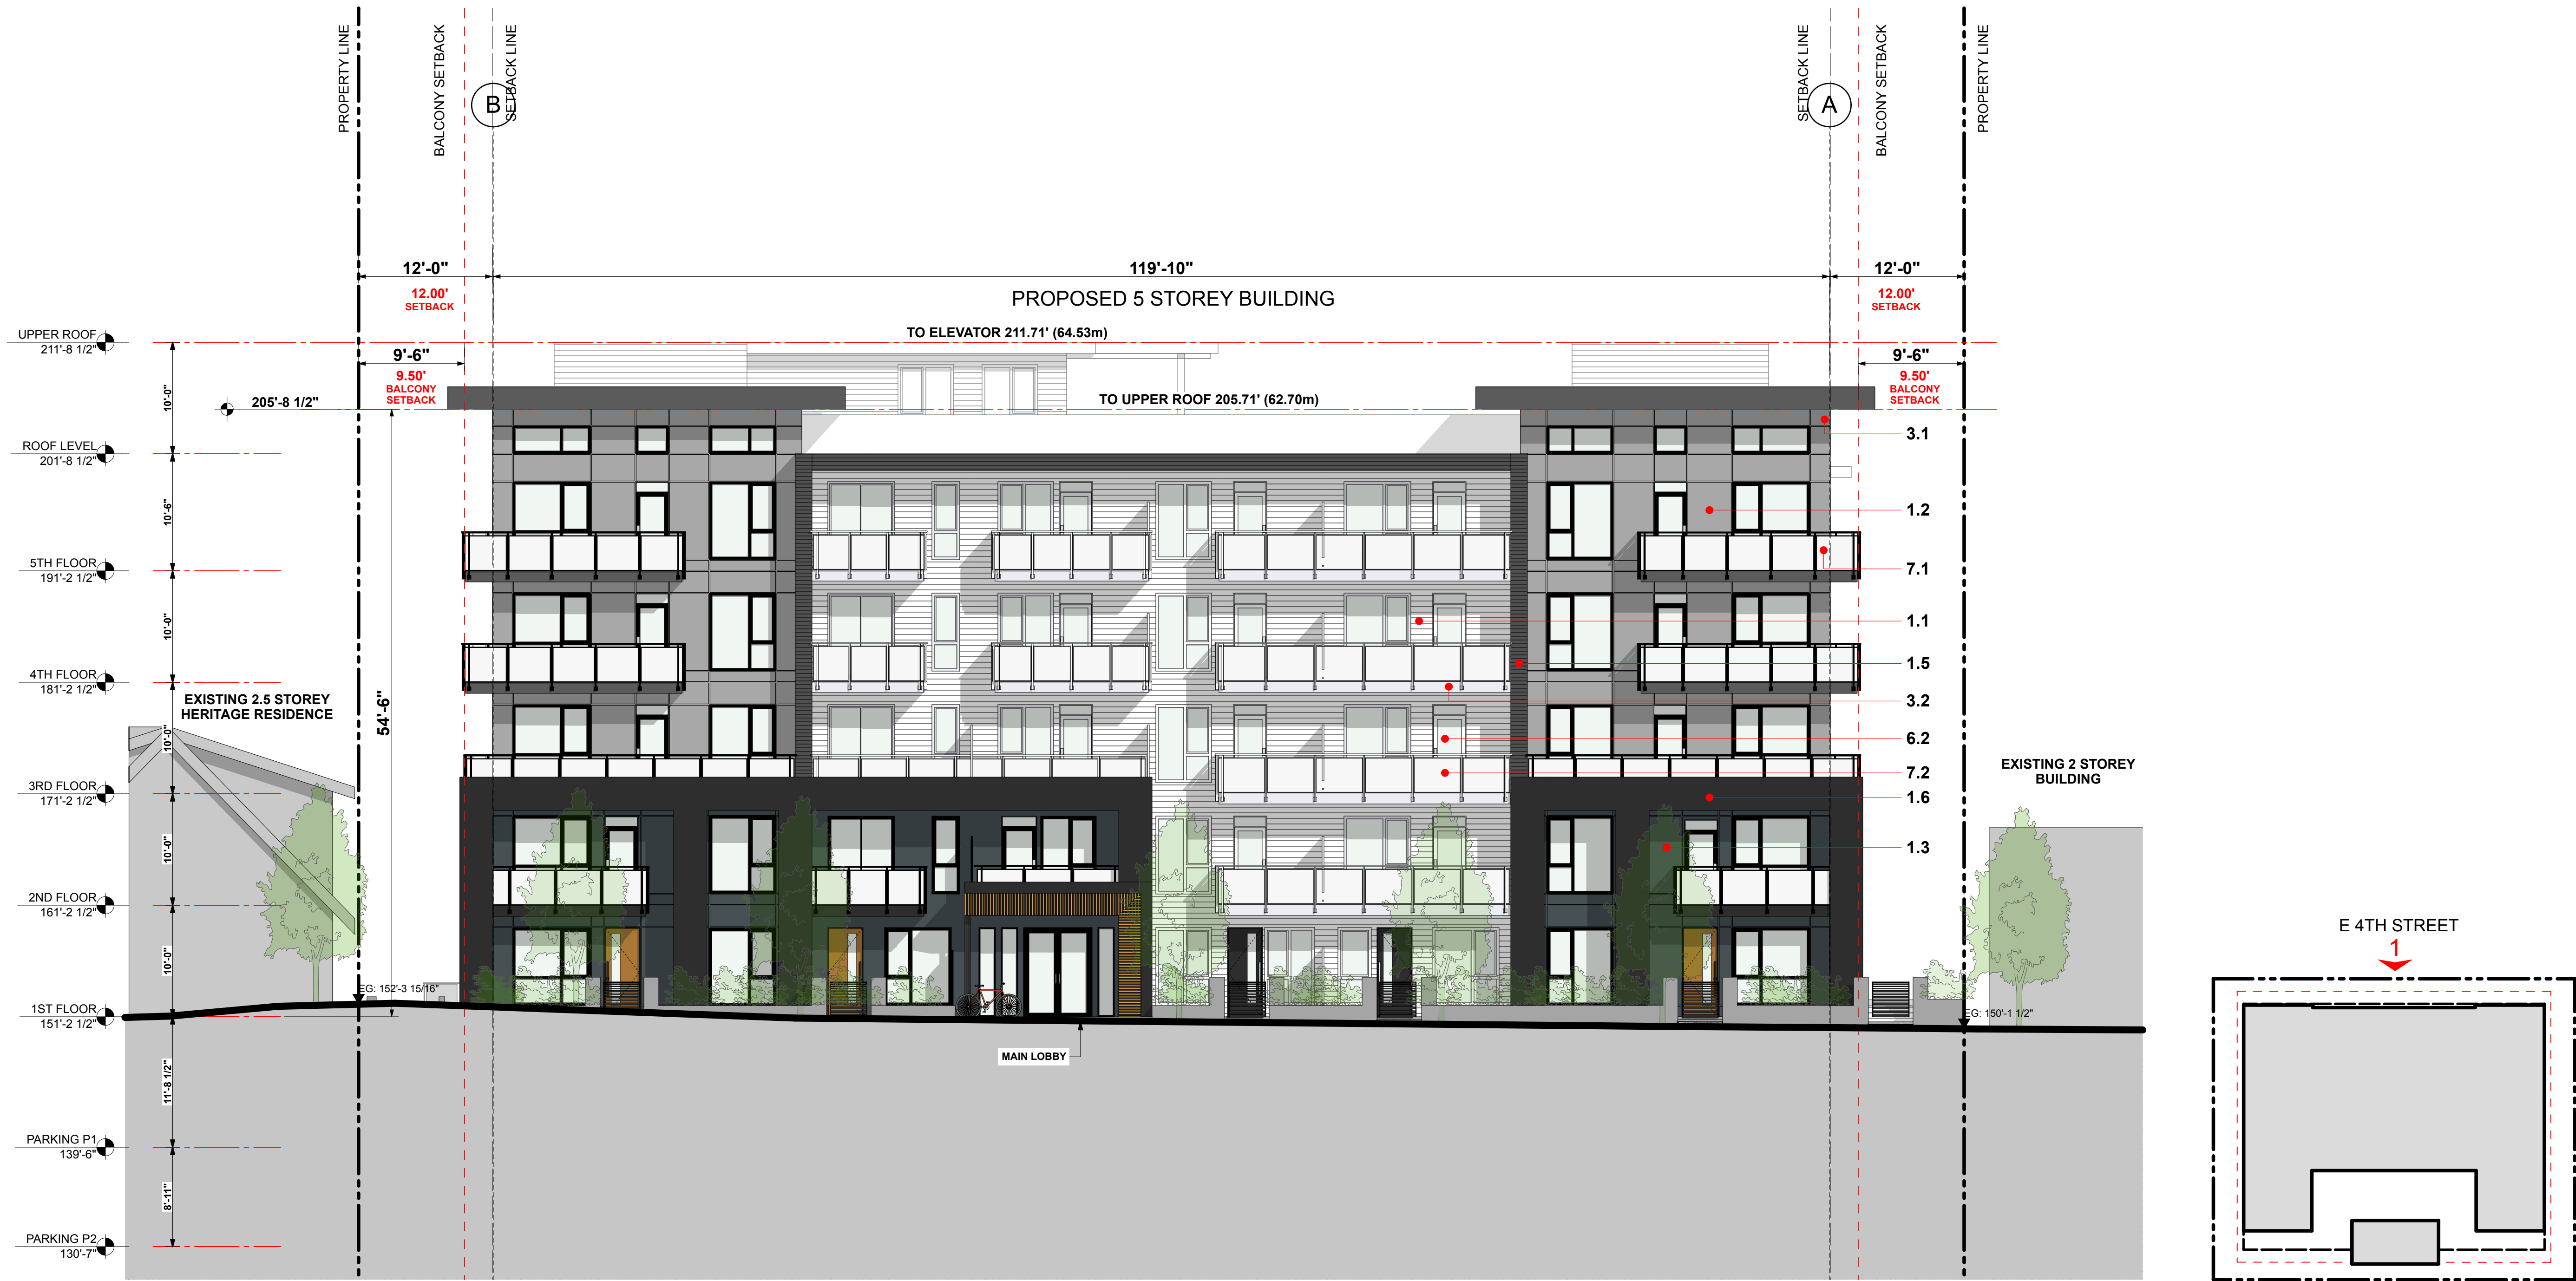 PROPERTY LINE
BALCONY SETBACK
B
SETBACK LINE
SETBACK LINE
A
BALCONY SETBACK
PROPERTY LINE
12'-0"
119'-10"
12'-0"
12.00'
SETBACK
PROPOSED 5 STOREY BUILDING
12.00'
SETBACK
UPPER ROOF
211'-8 1/2"
TO ELEVATOR 211.71' (64.53m)
9'-6"
9'-6"
9.50'
BALCONY
SETBACK
9.50'
BALCONY
SETBACK
10'-0"
205'-8 1/2"
TO UPPER ROOF 205.71' (62.70m)
3.1
ROOF LEVEL
201'-8 1/2"
10'-6"
1.2
5TH FLOOR
191'-2 1/2"
7.1
10'-0"
1.1
1.5
4TH FLOOR
181'-2 1/2"
3.2
EXISTING 2.5 STOREY
HERITAGE RESIDENCE
54'-6"
10'-0"
6.2
7.2
EXISTING 2 STOREY
BUILDING
3RD FLOOR
171'-2 1/2"
1.6
10'-0"
1.3
2ND FLOOR
161'-2 1/2"
10'-0"
E 4TH STREET
1
EG: 152'-3 15/16"
1ST FLOOR
151'-2 1/2"
EG: 150'-1 1/2"
MAIN LOBBY
11'-8 1/2"
PARKING P1
139'-6"
8'-11"
PARKING P2
130'-7"